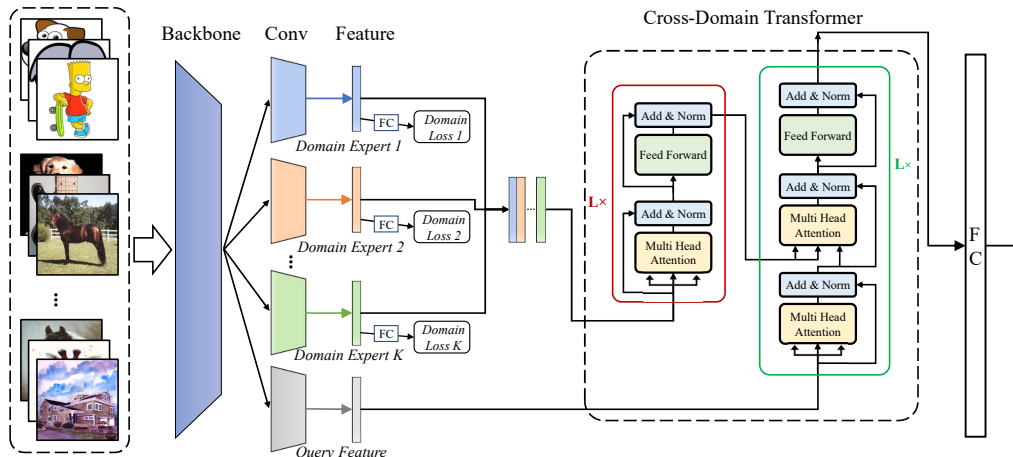 Cross-Domain Transformer
Backbone
Conv
Feature
FC
Domain
Loss 1
Domain Expert 1
FC
Domain
Loss 2
Domain Expert 2
FC
Domain
Loss K
Domain Expert K
Query Feature
L×
Add & Norm
Feed Forward
Add & Norm
Multi Head
Attention
L×
Add & Norm
Feed Forward
Add & Norm
Multi Head
Attention
Add & Norm
Multi Head
Attention
F
C